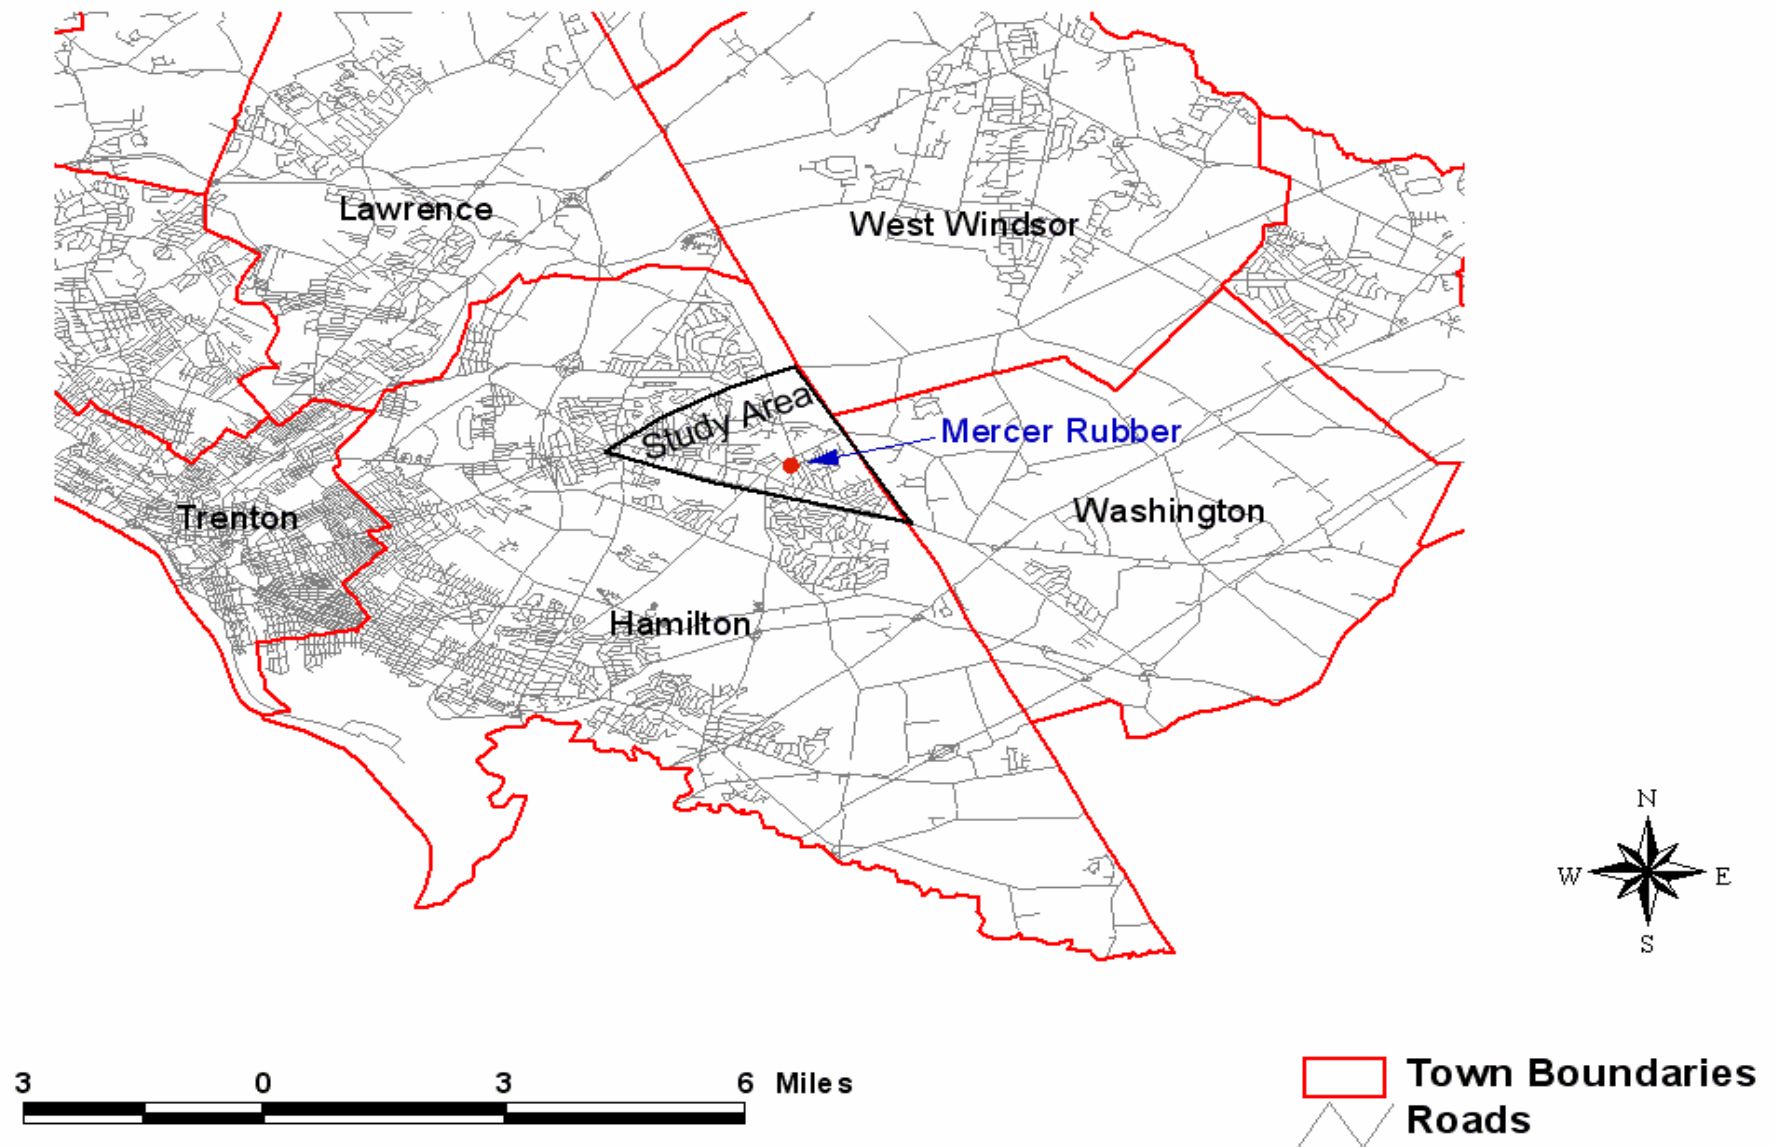 Lawrence
West Windsor
Study Area
Mercer Rubber
Trenton
Washington
Hamilton
N
W E
S
3 0 3 6 Miles
Town Boundaries
Roads